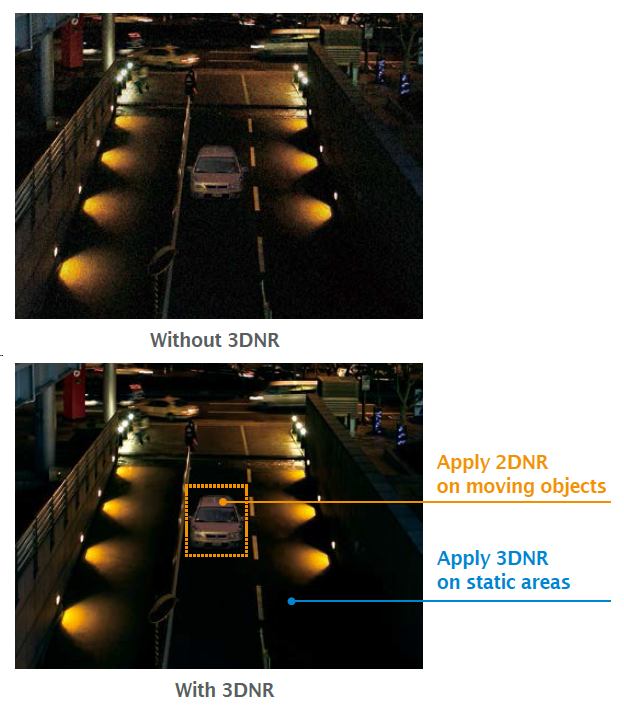 Without 3DNR
Apply 2DNR
on moving objects
Apply 3DNR
on static areas
With 3DNR